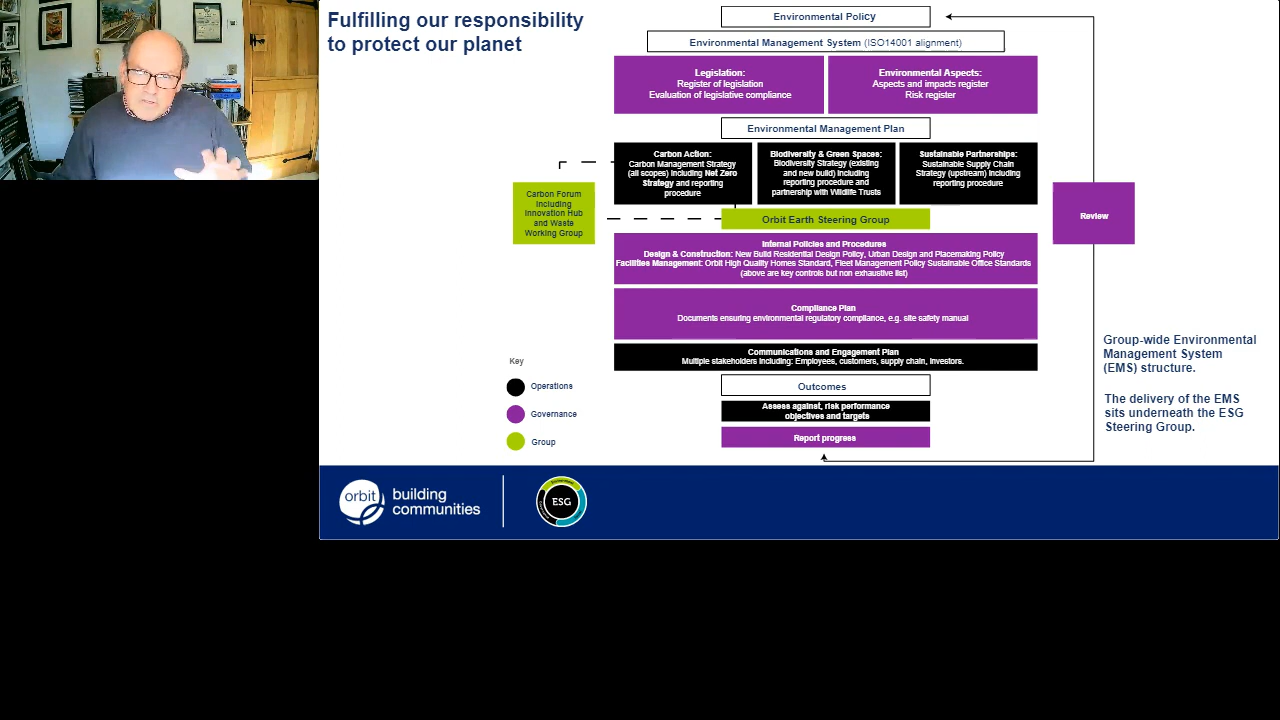 Fulfilling our responsibility
to protect our planet
Environmental Policy
Environmental Management System (ISO14001 alignment)
Legislation:
Register of legislation
Evaluation of legislative compliance
Environmental Aspects:
Aspects and impacts register
Risk register
Environmental Management Plan
Carbon Action:
Carbon Management Strategy
(all scopes) including Net Zero
Strategy and reporting
procedure
Biodiversity & Green Spaces:
Biodiversity Strategy (existing
and new build) including
reporting procedure and
partnership with Wildlife Trusts
Sustainable Partnerships:
Sustainable Supply Chain
Strategy (upstream) including
reporting procedure
Carbon Forum
including
Innovation Hub
and Waste
Working Group
Orbit Earth Steering Group
Review
Internal Policies and Procedures
Design & Construction: New Build Residential Design Policy, Urban Design and Placemaking Policy
Facilities Management: Orbit High Quality Homes Standard, Fleet Management Policy Sustainable Office Standards
(above are key controls but non exhaustive list)
Compliance Plan
Documents ensuring environmental regulatory compliance, e.g. site safety manual
Communications and Engagement Plan
Multiple stakeholders including: Employees, customers, supply chain, investors.
Outcomes
Assess against, risk performance
objectives and targets
Report progress
Key
Operations
Governance
Group
Group-wide Environmental
Management System
(EMS) structure.
The delivery of the EMS
sits underneath the ESG
Steering Group.
orbit
building
communities
ESG